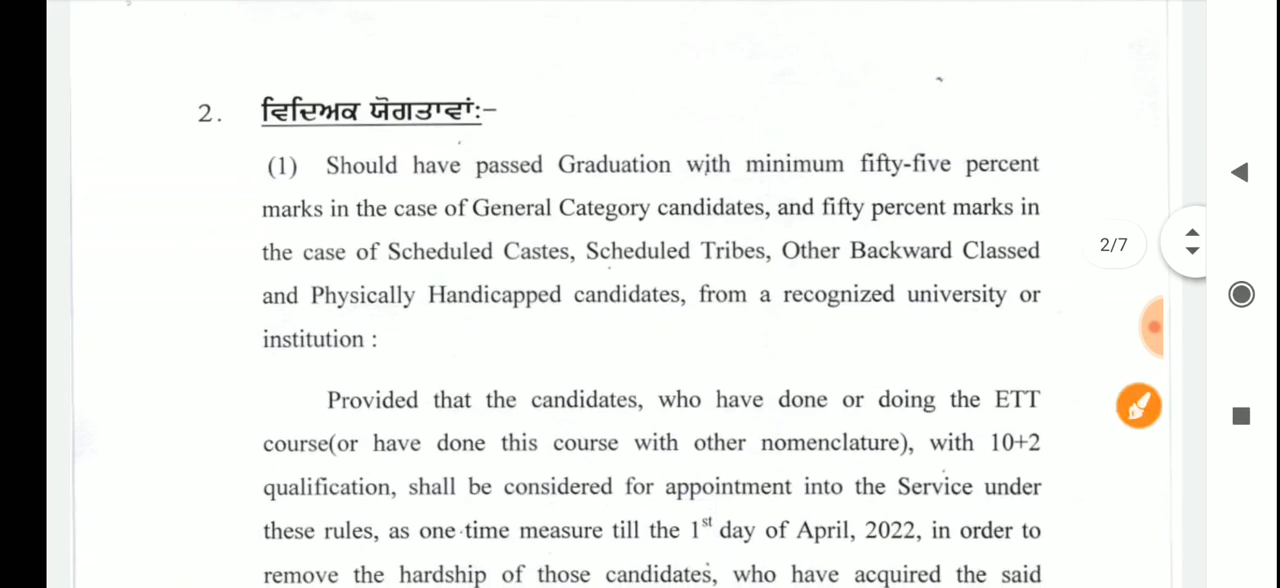 2. ਵਿਦਿਅਕ ਯੋਗਤਾਵਾਂ:-
(1) Should have passed Graduation with minimum fifty-five percent
marks in the case of General Category candidates, and fifty percent marks in
the case of Scheduled Castes, Scheduled Tribes, Other Backward Classed
and Physically Handicapped candidates, from a recognized university or
institution :
2/7
Provided that the candidates, who have done or doing the ETT
course(or have done this course with other nomenclature), with 10+2
qualification, shall be considered for appointment into the Service under
these rules, as one time measure till the 1st day of April, 2022, in order to
remove the hardship of those candidates, who have acquired the said